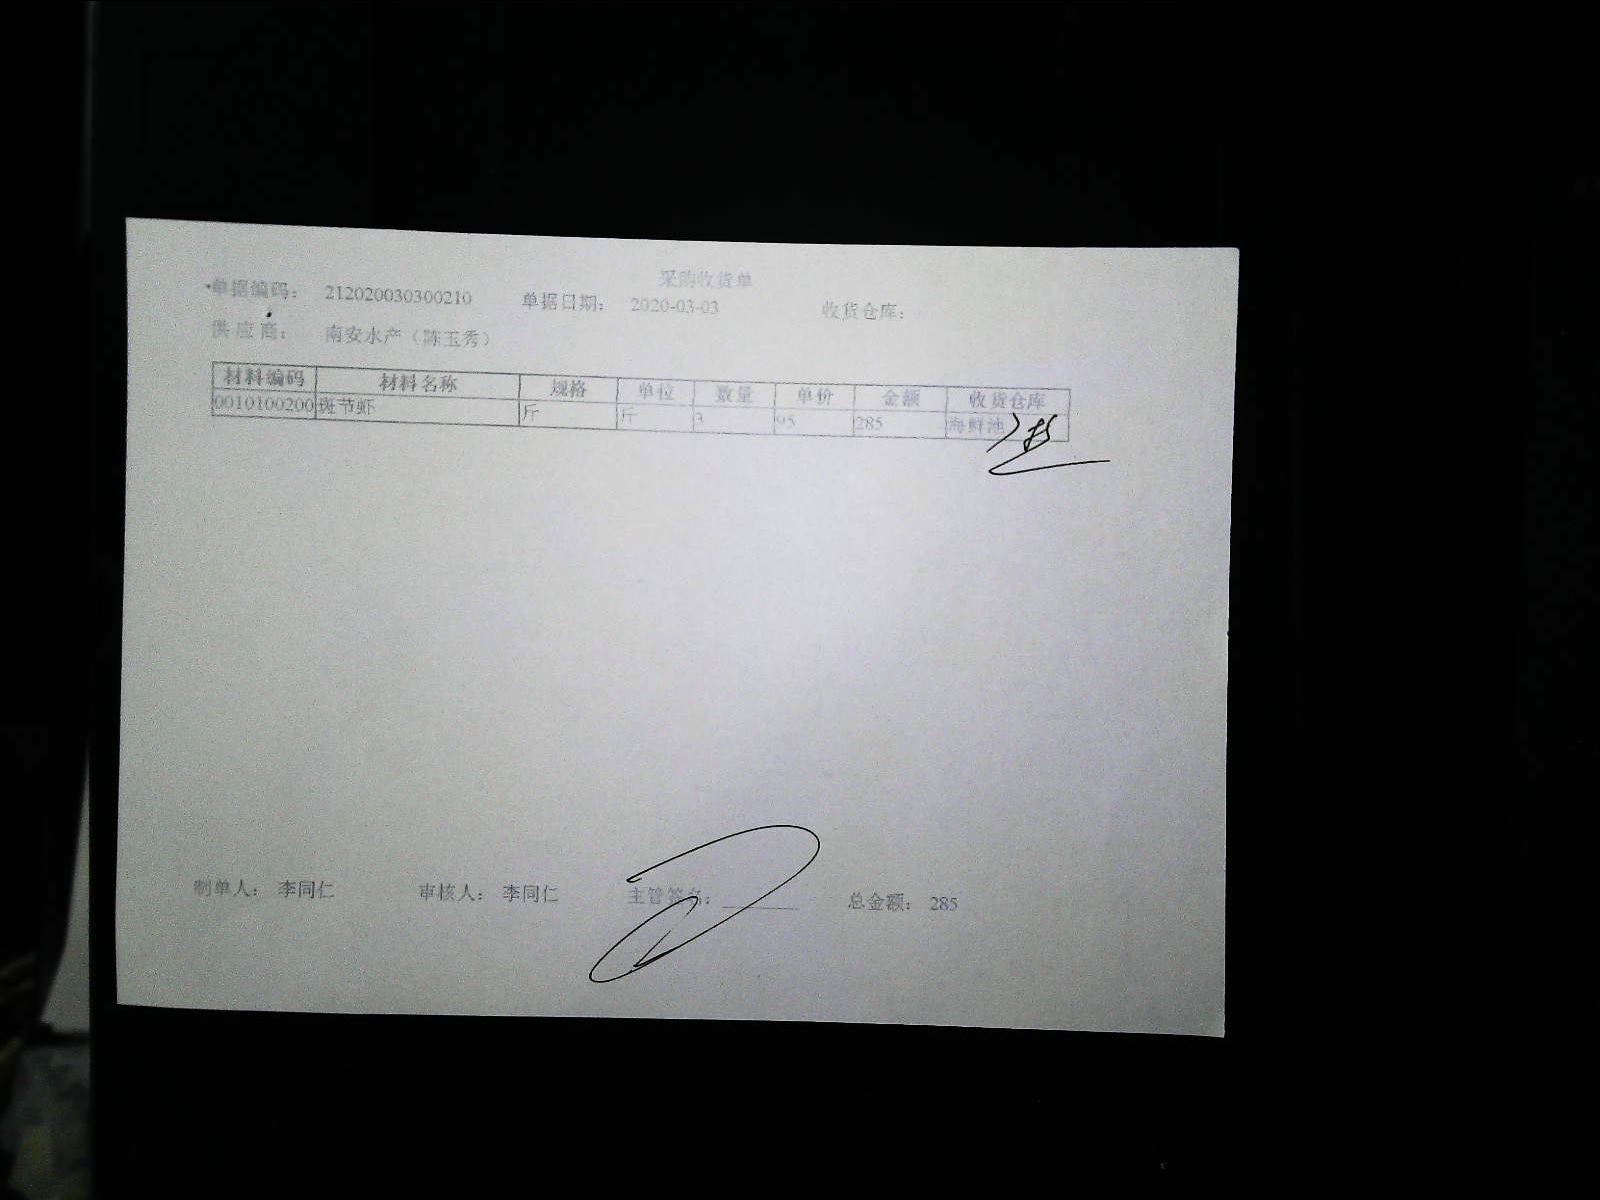 采购收货单
单据编码： 212020030300210 单据日期： 2020-03-03 收货仓库：
供应商： 南安水产（陈玉秀）
材料编码 材料名称 规格 单位 数量 单价 金额 收货仓库
0010100200 斑节虾 斤 斤 3 95 285 海鲜池
制单人： 李同仁 审核人： 李同仁 主管签名： 总金额： 285